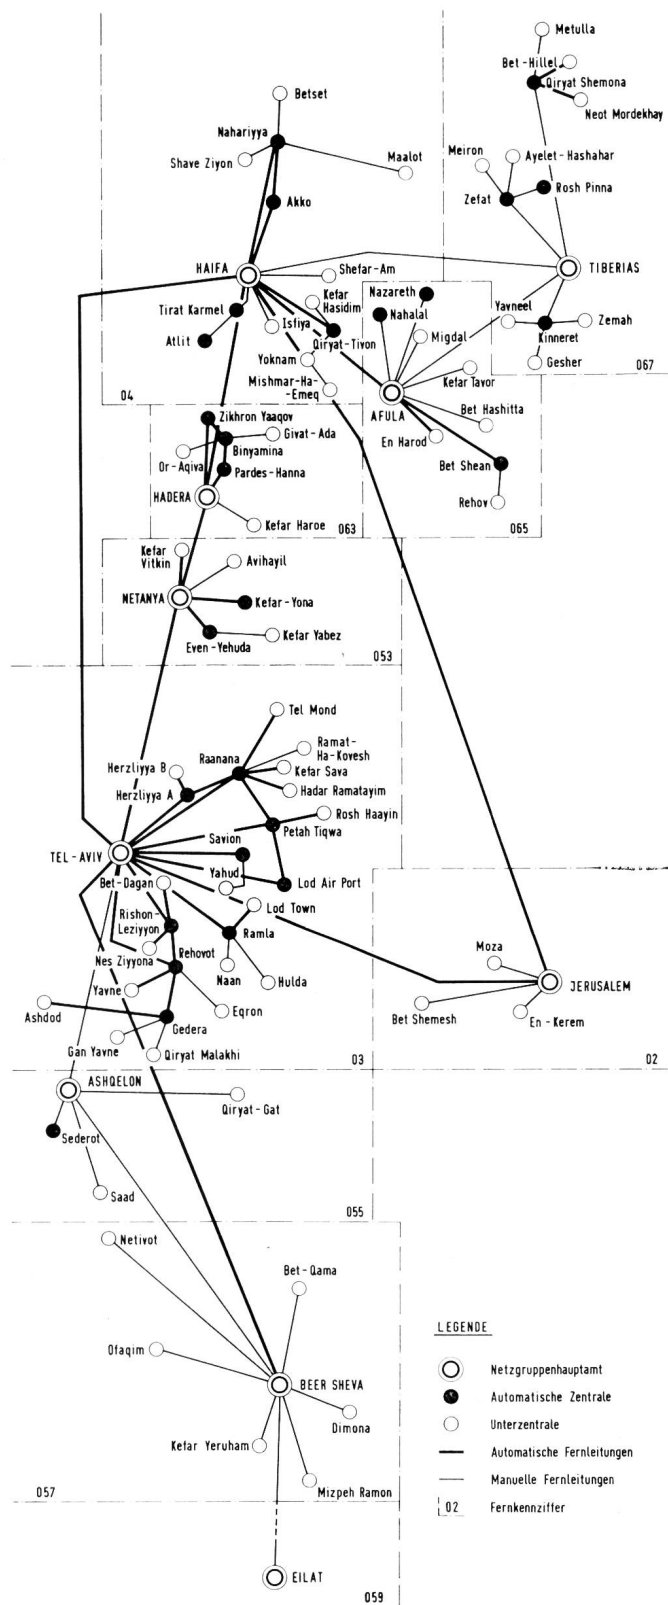 Metulla
Bet-Hillel
Qiryat Shemona
Neot Mordekhay
Betset
Nahariyya
Shave Ziyon
Maalot
Meiron
Ayelet-Hashahar
Akko
Zefat
Rosh Pinna
HAIFA
Shefar-Am
TIBERIAS
Kefar
Hasidim
Nazareth
Nahalal
Yavneel
Zemah
Tirat Karmel
Isfiya
Qiryat-Tivon
Migdal
Kinneret
Atlit
Yoknam
Gesher
067
Mishmar-Ha-
-Emeq
Kefar Tavor
04
AFULA
Bet Hashitta
Zikhron Yaaqov
Givat-Ada
En Harod
Binyamina
Or-Aqiva
Bet Shean
Pardes-Hanna
HADERA
Rehov
Kefar Haroe
063
065
Kefar
Vitkin
Avihayil
NETANYA
Kefar-Yona
Even-Yehuda
Kefar Yabez
053
Tel Mond
Ramat-
Ha-Kovesh
Raanana
Herzliyya B
Kefar Sava
Herzliyya A
Hadar Ramatayim
Rosh Haayin
Petah Tiqwa
Savion
TEL-AVIV
Yahud
Bet-Dagan
Lod Air Port
Lod Town
Rishon-
Leziyyon
Ramla
Nes Ziyyona
Rehovot
Moza
Naan
Hulda
JERUSALEM
Yavne
Ashdod
Eqron
Bet Shemesh
En-Kerem
Gedera
Gan Yavne
Qiryat Malakhi
03
02
ASHQELON
Qiryat-Gat
Sederot
Saad
055
Netivot
Bet-Qama
LEGENDE
Ofaqim
Netzgruppenhauptamt
BEER SHEVA
Automatische Zentrale
Dimona
Unterzentrale
Kefar Yeruham
Automatische Fernleitungen
Manuelle Fernleitungen
057
Mizpeh Ramon
02 Fernkennziffer
EILAT
059